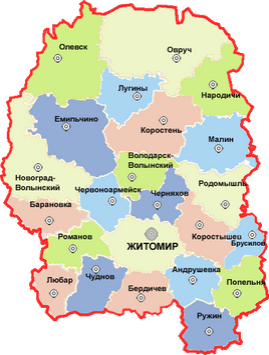 Олевск
Овруч
Лугины
Народичи
Емильчино
Коростень
Малин
Володарск-
Волынский
Новоград-
Волынский
Червоноармейск
Черняхов
Родомышль
Барановка
Романов
ЖИТОМИР
Коростышев
Брусилов
Любар
Чуднов
Бердичев
Андрушевка
Попельня
Ружин